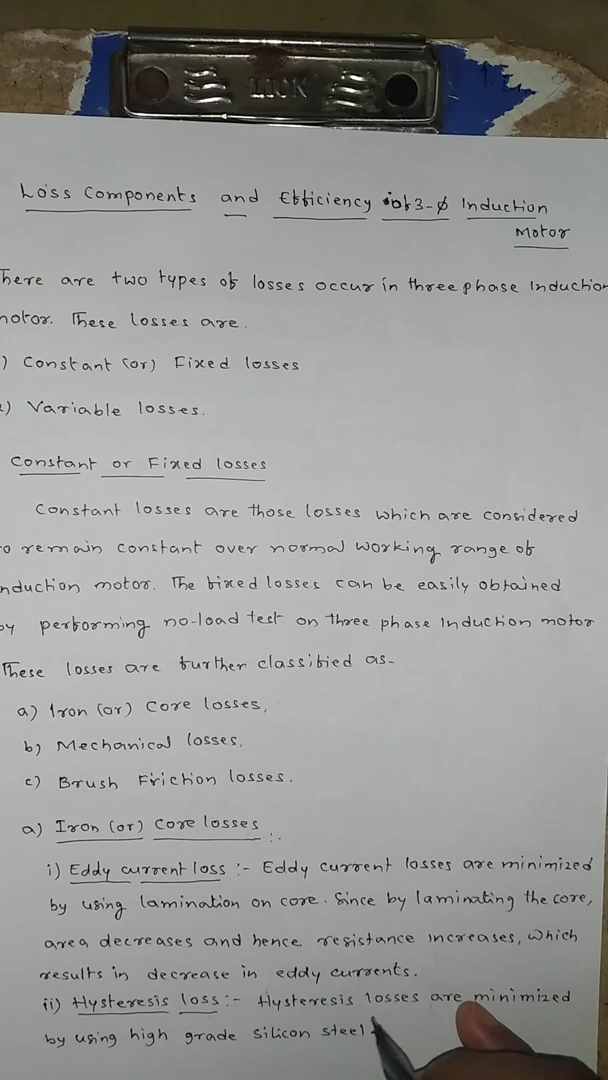 LION
Loss Components and Efficiency of 3-φ Induction
Motor
There are two types of losses occur in three phase Induction
motor. These losses are.
) Constant (or) Fixed losses
2) Variable losses.
Constant or Fixed losses
Constant losses are those losses which are considered
to remain constant over normal working range of
induction motor. The fixed losses can be easily obtained
by performing no-load test on three phase Induction motor
These losses are further classified as-
a) Iron (or) Core losses,
b) Mechanical losses,
c) Brush Friction losses.
a) Iron (or) Core losses :.
i) Eddy current loss :- Eddy current losses are minimized
by using lamination on core. Since by laminating the core,
area decreases and hence resistance increases, which
results in decrease in eddy currents.
ii) Hysteresis loss:- Hysteresis losses are minimized
by using high grade silicon steel.